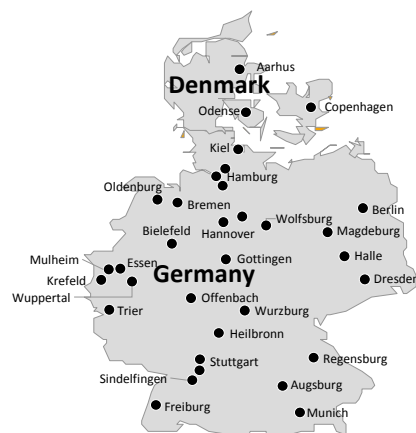 Aarhus
Denmark
Odense
Copenhagen
Kiel
Hamburg
Oldenburg
Bremen
Berlin
Wolfsburg
Hannover
Magdeburg
Bielefeld
Mulheim
Essen
Gottingen
Halle
Krefeld
Germany
Dresden
Wuppertal
Offenbach
Trier
Wurzburg
Heilbronn
Stuttgart
Regensburg
Sindelfingen
Augsburg
Freiburg
Munich